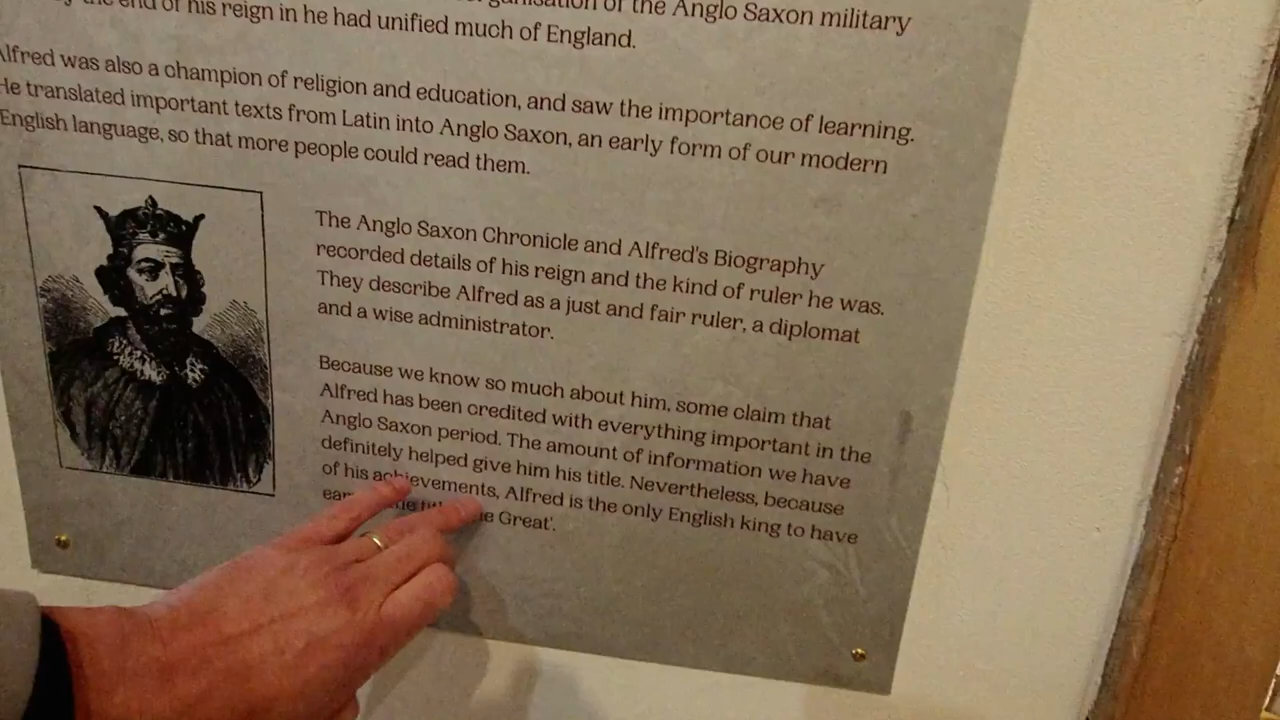 of the Anglo Saxon military
the end of his reign in he had unified much of England.
Alfred was also a champion of religion and education, and saw the importance of learning.
He translated important texts from Latin into Anglo Saxon, an early form of our modern
English language, so that more people could read them.
The Anglo Saxon Chronicle and Alfred's Biography
recorded details of his reign and the kind of ruler he was.
They describe Alfred as a just and fair ruler, a diplomat
and a wise administrator.
Because we know so much about him, some claim that
Alfred has been credited with everything important in the
Anglo Saxon period. The amount of information we have
definitely helped give him his title. Nevertheless, because
of his achievements, Alfred is the only English king to have
Great'.